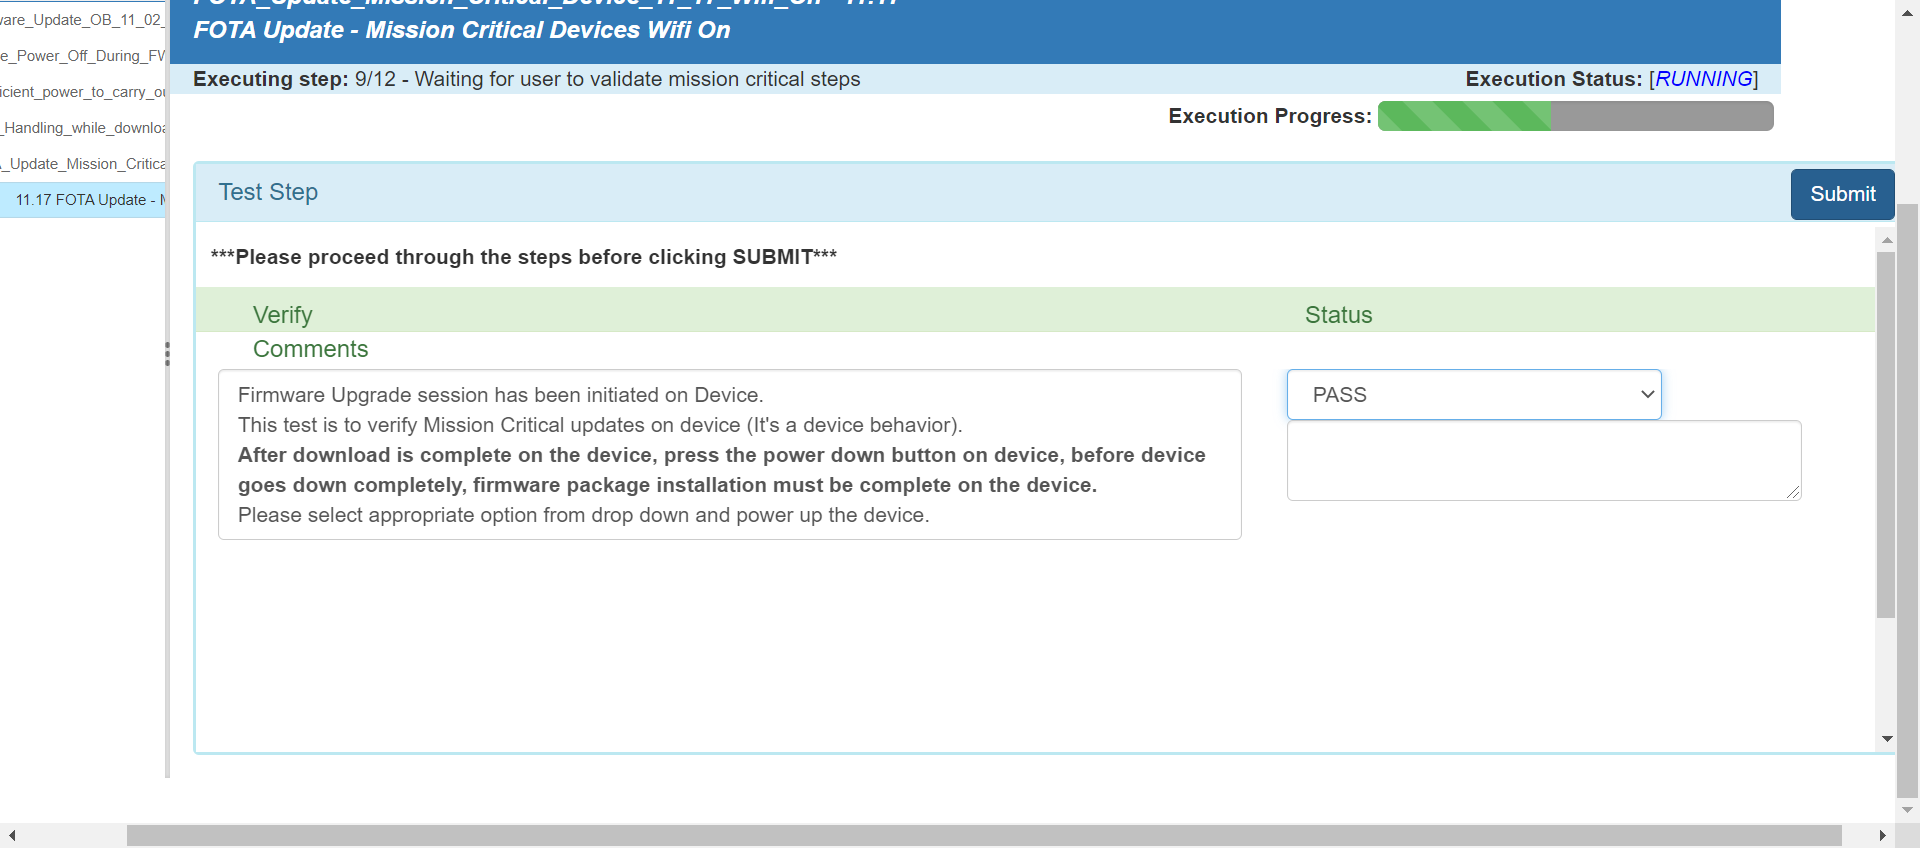 FOTA_Update_Mission_Critical_Device_11_17_Wifi_On - 11.17
FOTA Update - Mission Critical Devices Wifi On
Executing step: 9/12 - Waiting for user to validate mission critical steps
Execution Status: [RUNNING]
Execution Progress:
ware_Update_OB_11_02_
e_Power_Off_During_FW
icient_power_to_carry_ou
_Handling_while_downloa
_Update_Mission_Critica
11.17 FOTA Update - M
Test Step
Submit
***Please proceed through the steps before clicking SUBMIT***
Verify
Status
Comments
Firmware Upgrade session has been initiated on Device.
This test is to verify Mission Critical updates on device (It's a device behavior).
After download is complete on the device, press the power down button on device, before device
goes down completely, firmware package installation must be complete on the device.
Please select appropriate option from drop down and power up the device.
PASS